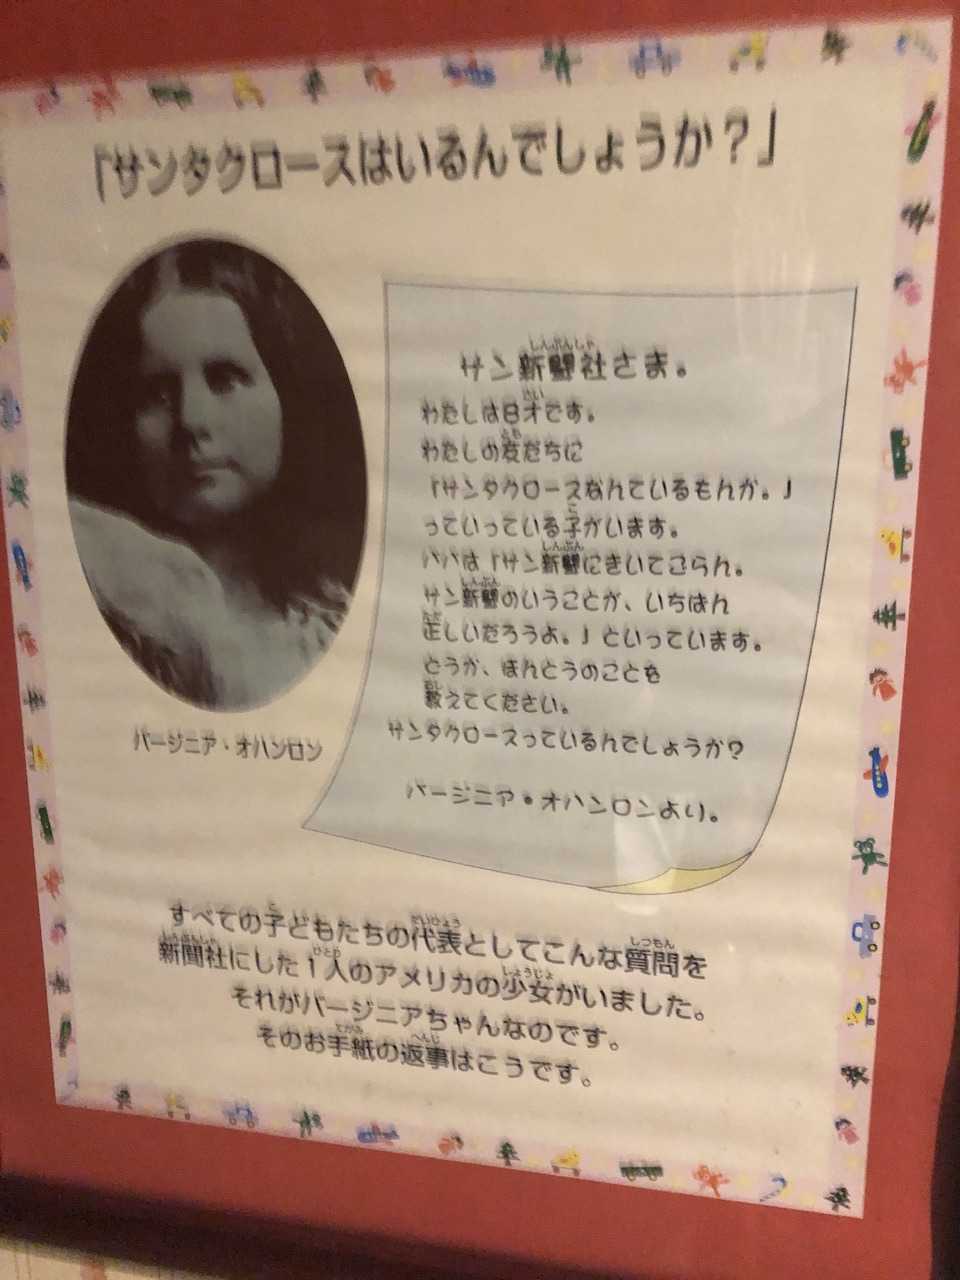 「サンタクロースはいるんでしょうか？」
サン新聞社さま。
わたしは8才です。
わたしの友だちに
「サンタクロースなんているもんか。」
っていっている子がいます。
パパは「サン新聞にきいてごらん。
サン新聞のいうことが、いちばん
正しいだろうよ。」といっています。
どうか、ほんとうのことを
教えてください。
サンタクロースっているんでしょうか？
バージニア・オハンロンより。
バージニア・オハンロン
すべての子どもたちの代表としてこんな質問を
新聞社にした1人のアメリカの少女がいました。
それがバージニアちゃんなのです。
そのお手紙の返事はこうです。